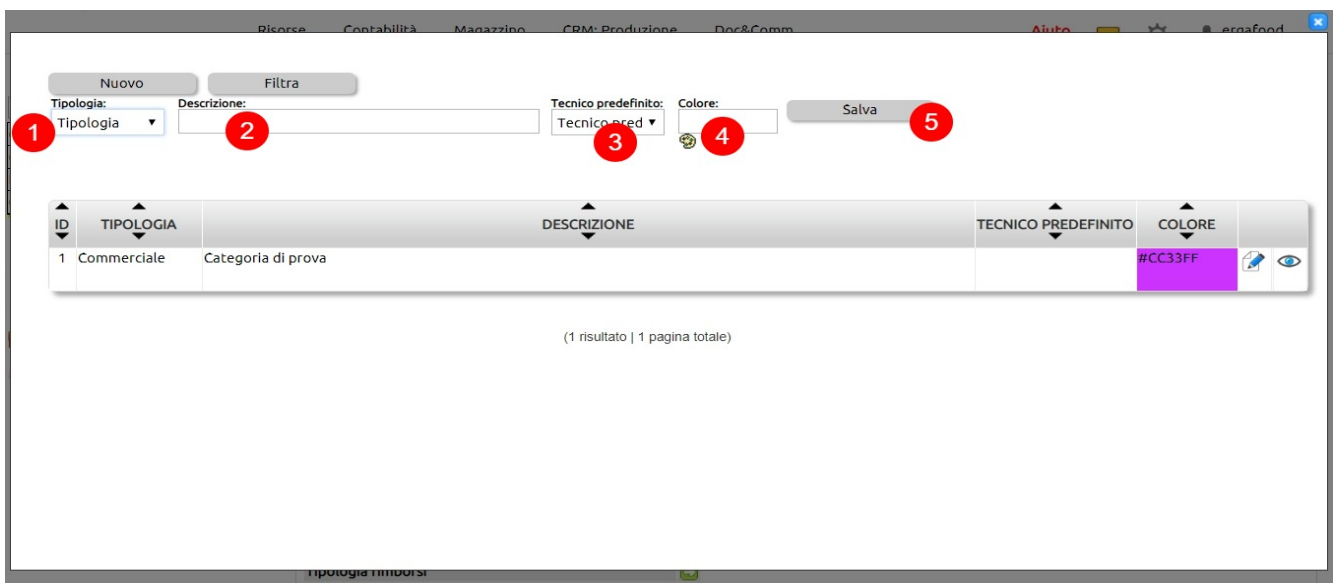 Risorse Contabilità Magazzino CRM: Produzione Doc&Comm Aiuto ergafood
Nuovo Filtra
Tipologia: Descrizione: Tecnico predefinito: Colore:
Tipologia Tecnico pred Salva
1 2 3 4 5
ID TIPOLOGIA DESCRIZIONE TECNICO PREDEFINITO COLORE
1 Commerciale Categoria di prova #CC33FF
(1 risultato | 1 pagina totale)
Tipologia rimborsi